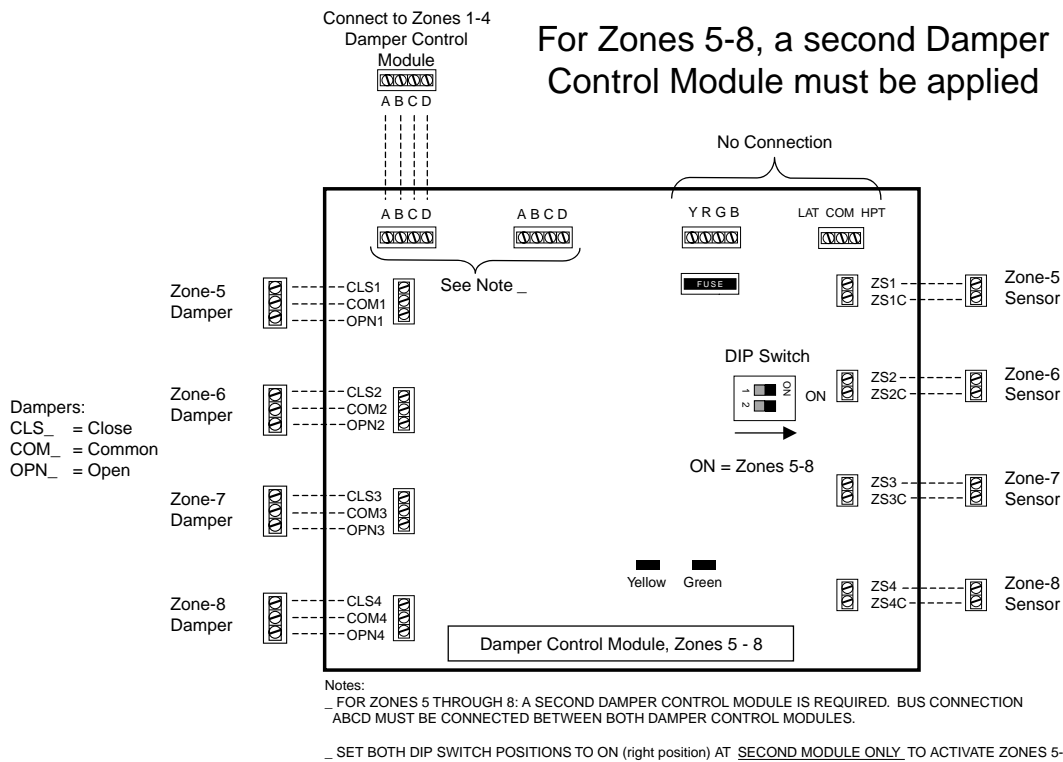 Connect to Zones 1-4
Damper Control
Module
A B C D
For Zones 5-8, a second Damper
Control Module must be applied
No Connection
A B C D
A B C D
Y R G B
LAT COM HPT
See Note _
FUSE
Zone-5
Damper
CLS1
COM1
OPN1
ZS1
ZS1C
Zone-5
Sensor
DIP Switch
1
2
ON
ON
ON = Zones 5-8
Zone-6
Damper
CLS2
COM2
OPN2
ZS2
ZS2C
Zone-6
Sensor
Dampers:
CLS_ = Close
COM_ = Common
OPN_ = Open
Zone-7
Damper
CLS3
COM3
OPN3
ZS3
ZS3C
Zone-7
Sensor
Yellow
Green
Zone-8
Damper
CLS4
COM4
OPN4
ZS4
ZS4C
Zone-8
Sensor
Damper Control Module, Zones 5 - 8
Notes:
_ FOR ZONES 5 THROUGH 8: A SECOND DAMPER CONTROL MODULE IS REQUIRED. BUS CONNECTION
ABCD MUST BE CONNECTED BETWEEN BOTH DAMPER CONTROL MODULES.
_ SET BOTH DIP SWITCH POSITIONS TO ON (right position) AT SECOND MODULE ONLY TO ACTIVATE ZONES 5-